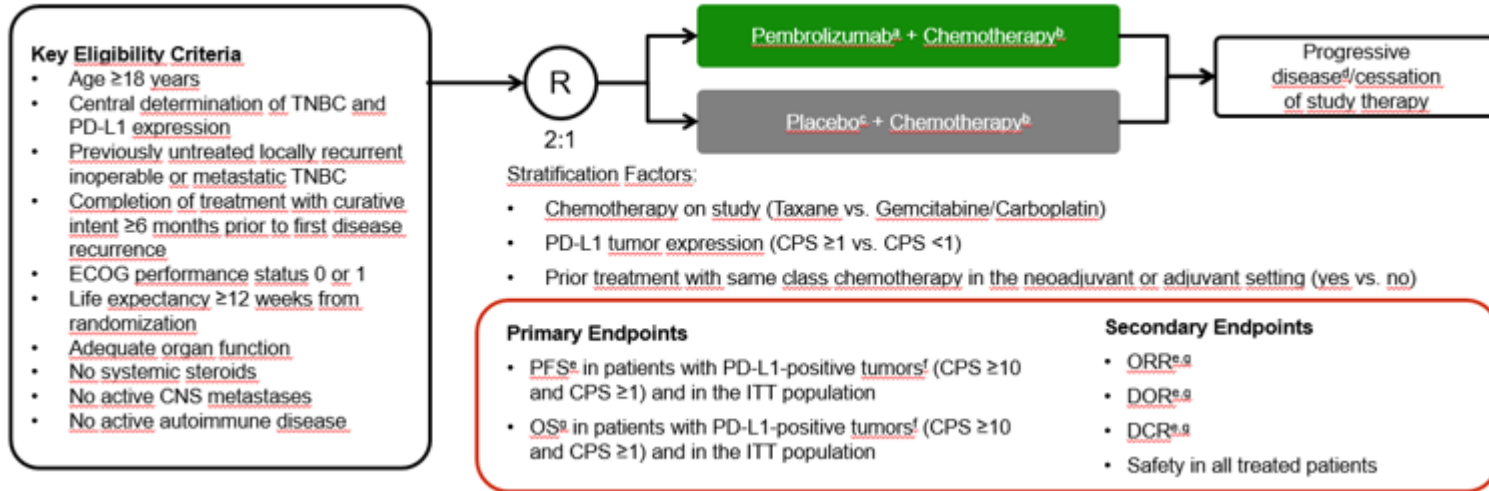 Key Eligibility Criteria
• Age ≥18 years
• Central determination of TNBC and
PD-L1 expression
• Previously untreated locally recurrent
inoperable or metastatic TNBC
• Completion of treatment with curative
intent ≥6 months prior to first disease
recurrence
• ECOG performance status 0 or 1
• Life expectancy ≥12 weeks from
randomization
• Adequate organ function
• No systemic steroids
• No active CNS metastases
• No active autoimmune disease
R
2:1
Pembrolizumabᵃ + Chemotherapyᵇ
Placeboᶜ + Chemotherapyᵇ
Progressive
diseaseᵈ/cessation
of study therapy
Stratification Factors:
• Chemotherapy on study (Taxane vs. Gemcitabine/Carboplatin)
• PD-L1 tumor expression (CPS ≥1 vs. CPS <1)
• Prior treatment with same class chemotherapy in the neoadjuvant or adjuvant setting (yes vs. no)
Primary Endpoints
• PFSᵉ in patients with PD-L1-positive tumorsᶠ (CPS ≥10
and CPS ≥1) and in the ITT population
• OSᵍ in patients with PD-L1-positive tumorsᶠ (CPS ≥10
and CPS ≥1) and in the ITT population
Secondary Endpoints
• ORRᵉ,ᵍ
• DORᵉ,ᵍ
• DCRᵉ,ᵍ
• Safety in all treated patients